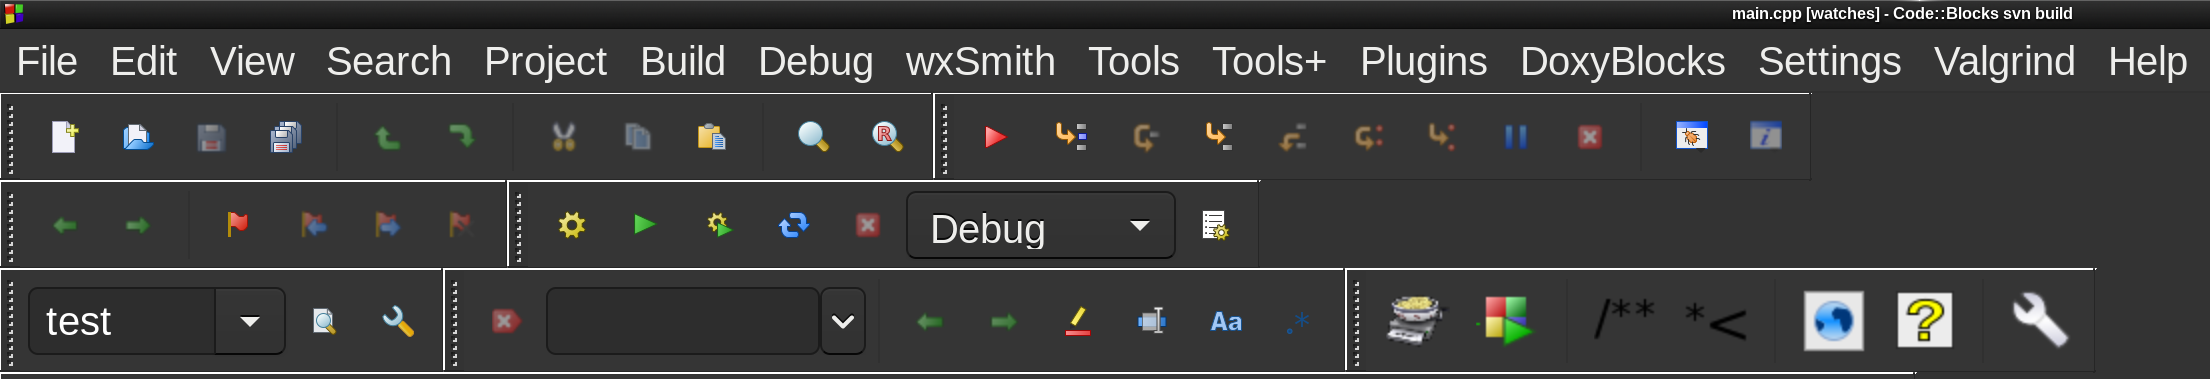 main.cpp [watches] - Code::Blocks svn build
File Edit View Search Project Build Debug wxSmith Tools Tools+ Plugins DoxyBlocks Settings Valgrind Help
R
Debug
test Aa .* /** *< ?